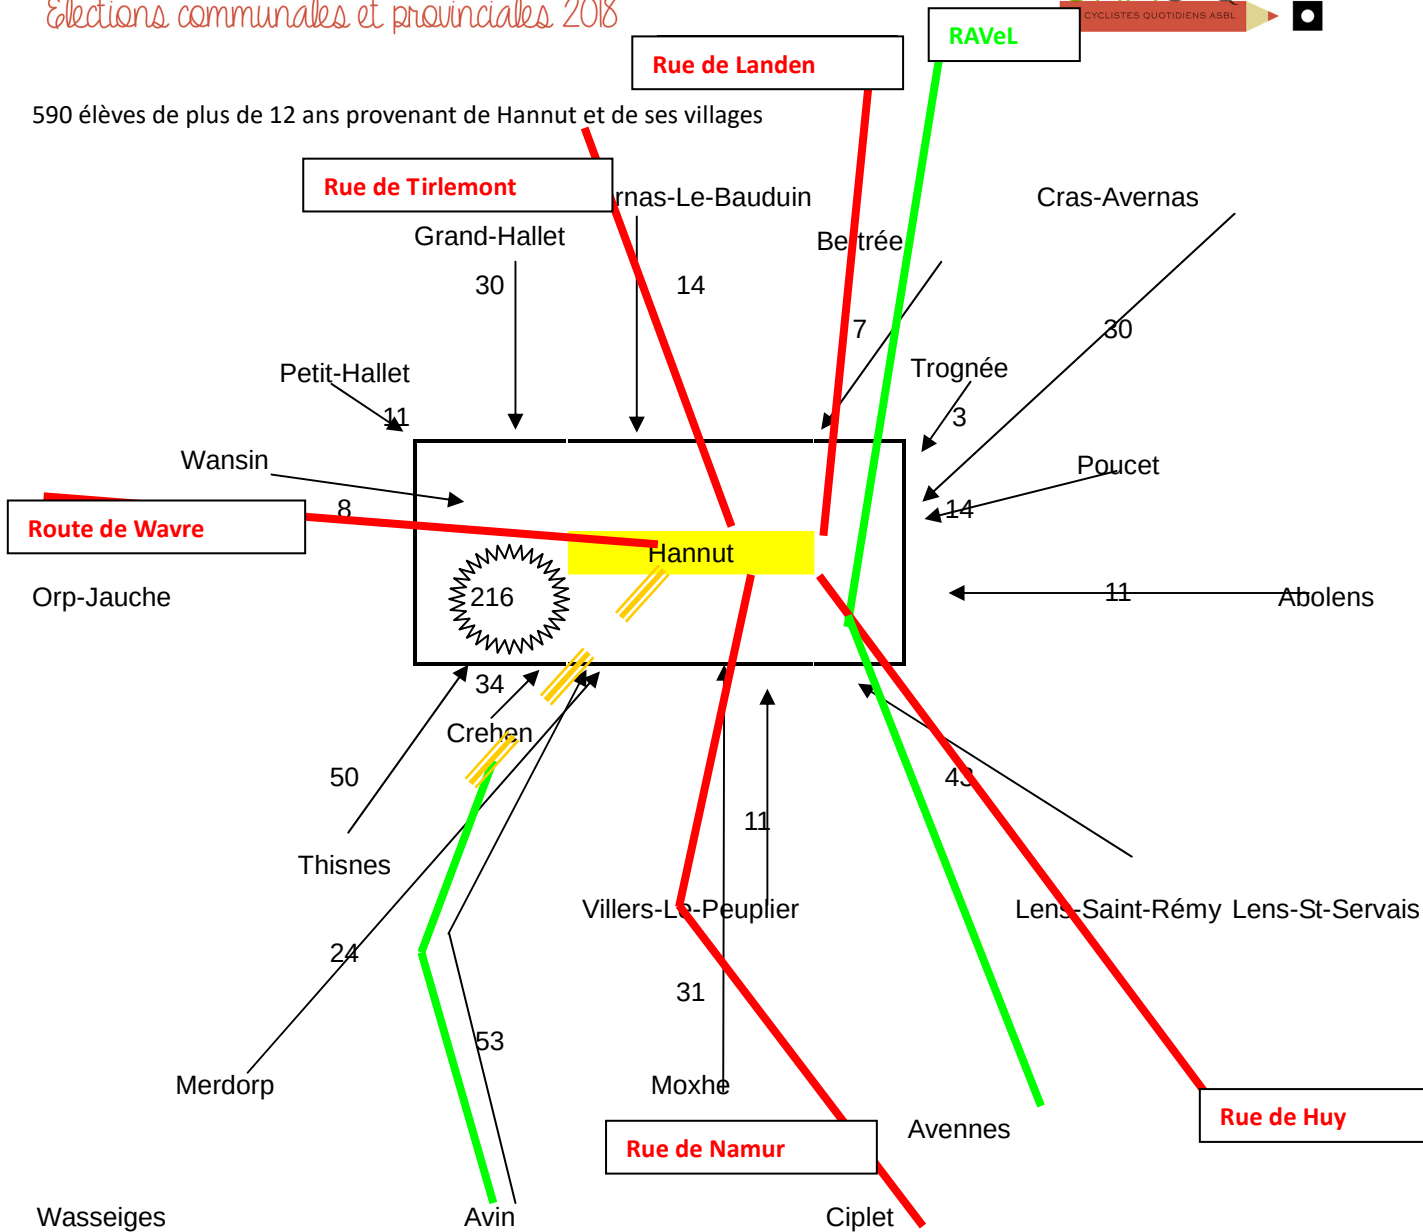 Elections communales et provinciales 2018
CYCLISTES QUOTIDIENS ASBL
RAVeL
Rue de Landen
590 élèves de plus de 12 ans provenant de Hannut et de ses villages
Rue de Tirlemont
rnas-Le-Bauduin
Cras-Avernas
Grand-Hallet
Bertrée
30
14
7
30
Petit-Hallet
Trognée
11
3
Wansin
Poucet
8
14
Route de Wavre
Hannut
Orp-Jauche
216
11
Abolens
34
Crehen
50
43
11
Thisnes
Villers-Le-Peuplier
Lens-Saint-Rémy Lens-St-Servais
24
31
53
Merdorp
Moxhe
Rue de Huy
Avennes
Rue de Namur
Wasseiges
Avin
Ciplet